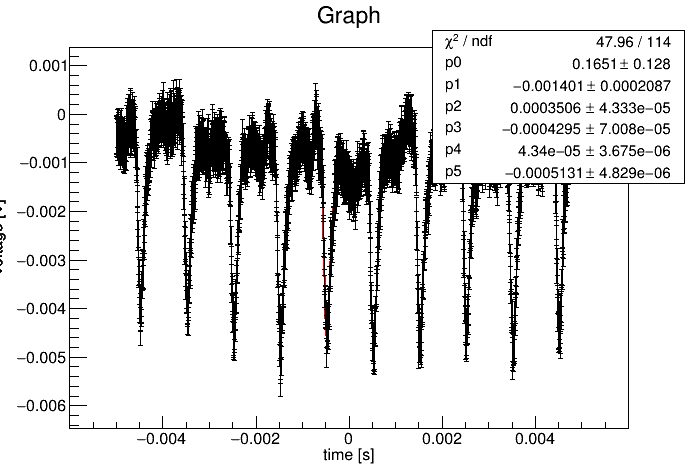 Graph
χ² / ndf 47.96 / 114
p0 0.1651 ± 0.128
p1 −0.001401 ± 0.0002087
p2 0.0003506 ± 4.333e−05
p3 −0.0004295 ± 7.008e−05
p4 4.34e−05 ± 3.675e−06
p5 −0.0005131 ± 4.829e−06
0.001
0
−0.001
−0.002
−0.003
−0.004
−0.005
−0.006
−0.004 −0.002 0 0.002 0.004
time [s]